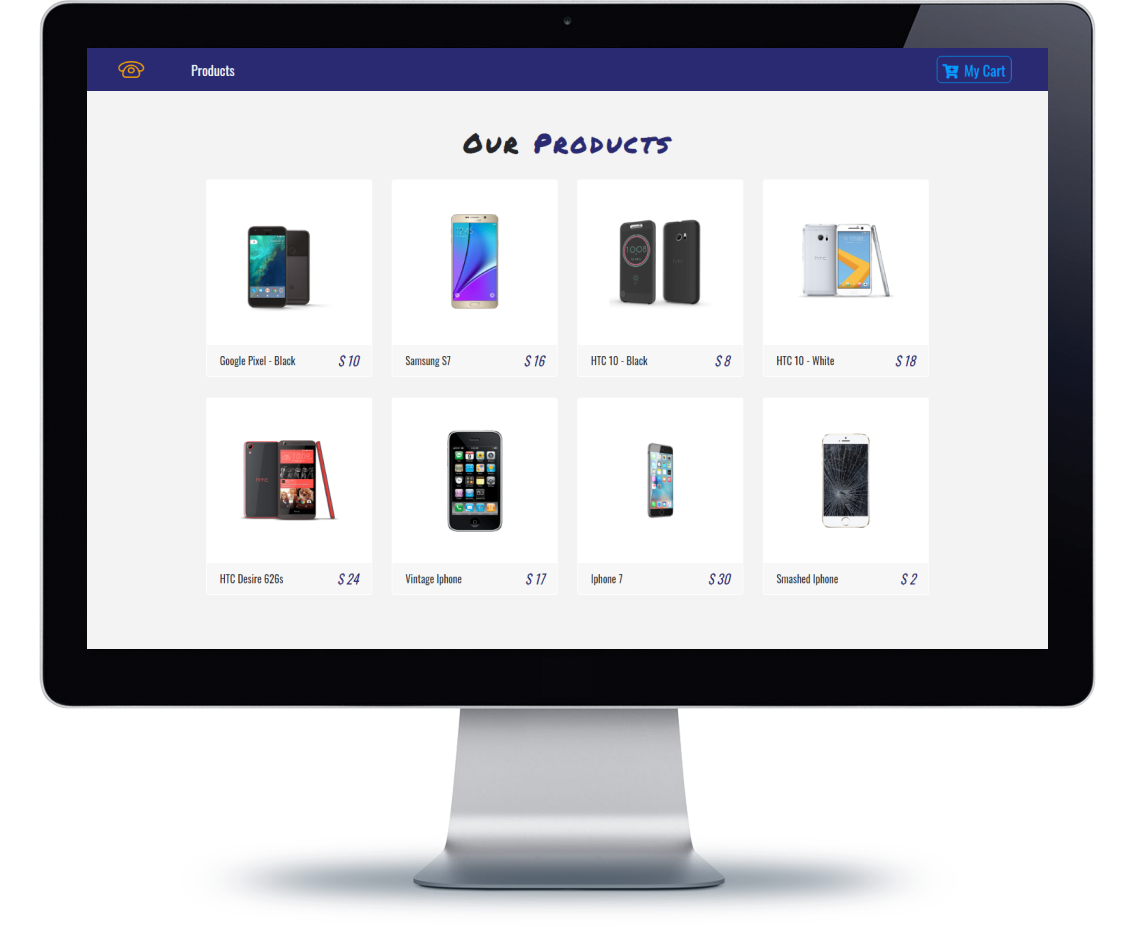 Products
My Cart
Our Products
Google Pixel - Black $ 10
Samsung S7 $ 16
HTC 10 - Black $ 8
HTC 10 - White $ 18
HTC Desire 626s $ 24
Vintage Iphone $ 17
Iphone 7 $ 30
Smashed Iphone $ 2